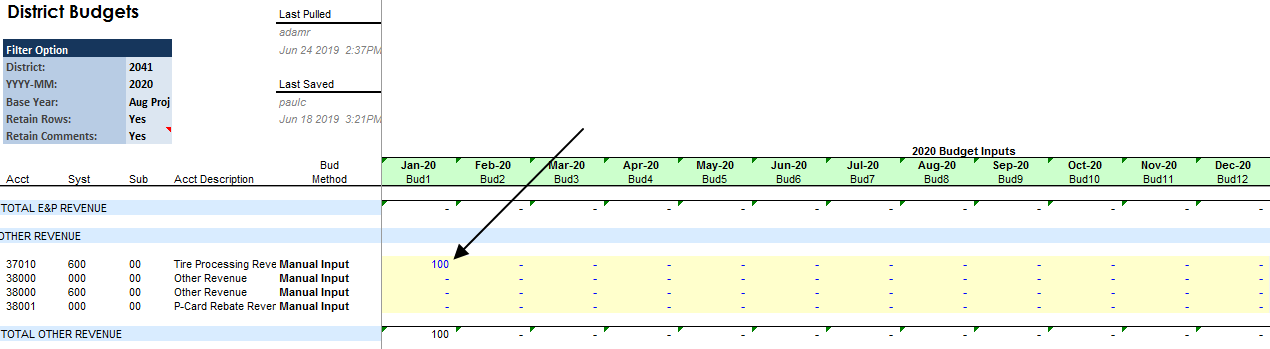 District Budgets
Last Pulled
adamr
Jun 24 2019 2:37PM
Filter Option
District: 2041
YYYY-MM: 2020
Base Year: Aug Proj
Retain Rows: Yes
Retain Comments: Yes
Last Saved
paulc
Jun 18 2019 3:21PM
2020 Budget Inputs
Bud Jan-20 Feb-20 Mar-20 Apr-20 May-20 Jun-20 Jul-20 Aug-20 Sep-20 Oct-20 Nov-20 Dec-20
Acct Syst Sub Acct Description Method Bud1 Bud2 Bud3 Bud4 Bud5 Bud6 Bud7 Bud8 Bud9 Bud10 Bud11 Bud12
TOTAL E&P REVENUE - - - - - - - - - - - -
OTHER REVENUE
37010 600 00 Tire Processing Reve Manual Input 100 - - - - - - - - - - -
38000 000 00 Other Revenue Manual Input - - - - - - - - - - - -
38000 600 00 Other Revenue Manual Input - - - - - - - - - - - -
38001 000 00 P-Card Rebate Rever Manual Input - - - - - - - - - - - -
TOTAL OTHER REVENUE 100 - - - - - - - - - - -